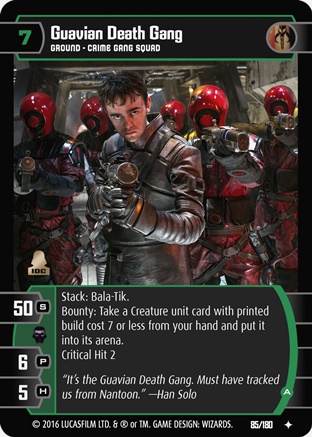 7
Guavian Death Gang
GROUND - CRIME GANG SQUAD
IDC
50 S
6 P
5 H
Stack: Bala-Tik.
Bounty: Take a Creature unit card with printed
build cost 7 or less from your hand and put it
into its arena.
Critical Hit 2
“It’s the Guavian Death Gang. Must have tracked
us from Nantoon.” —Han Solo
A
© 2016 LUCASFILM LTD. & ® or TM. GAME DESIGN: WIZARDS.
85/180